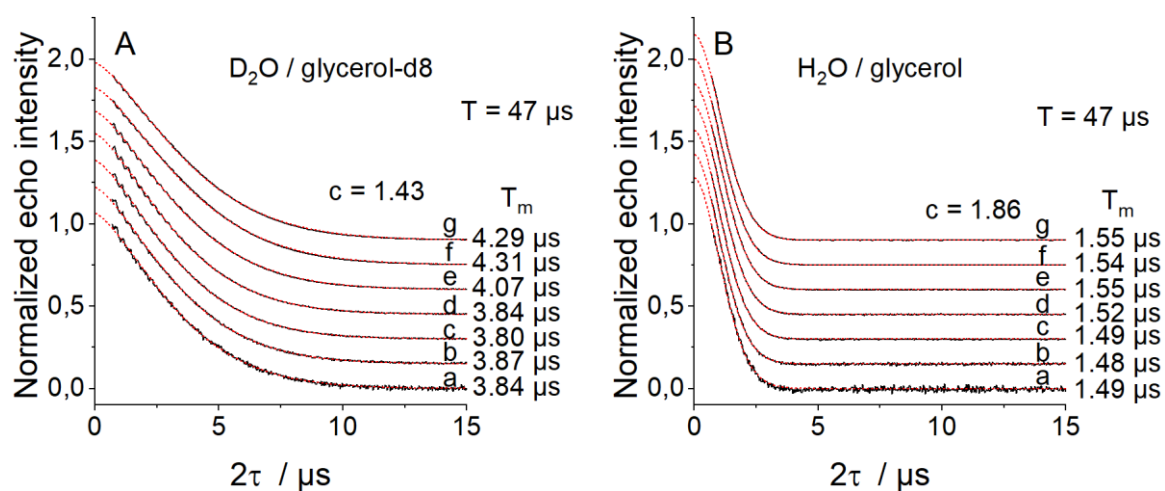 A
D₂O / glycerol-d8
T = 47 µs
c = 1.43
Tm
g 4.29 µs
f 4.31 µs
e 4.07 µs
d 3.84 µs
c 3.80 µs
b 3.87 µs
a 3.84 µs
Normalized echo intensity
2,0
1,5
1,0
0,5
0,0
0 5 10 15
2τ / µs
B
H₂O / glycerol
T = 47 µs
c = 1.86
Tm
g 1.55 µs
f 1.54 µs
e 1.55 µs
d 1.52 µs
c 1.49 µs
b 1.48 µs
a 1.49 µs
Normalized echo intensity
2,0
1,5
1,0
0,5
0,0
0 5 10 15
2τ / µs